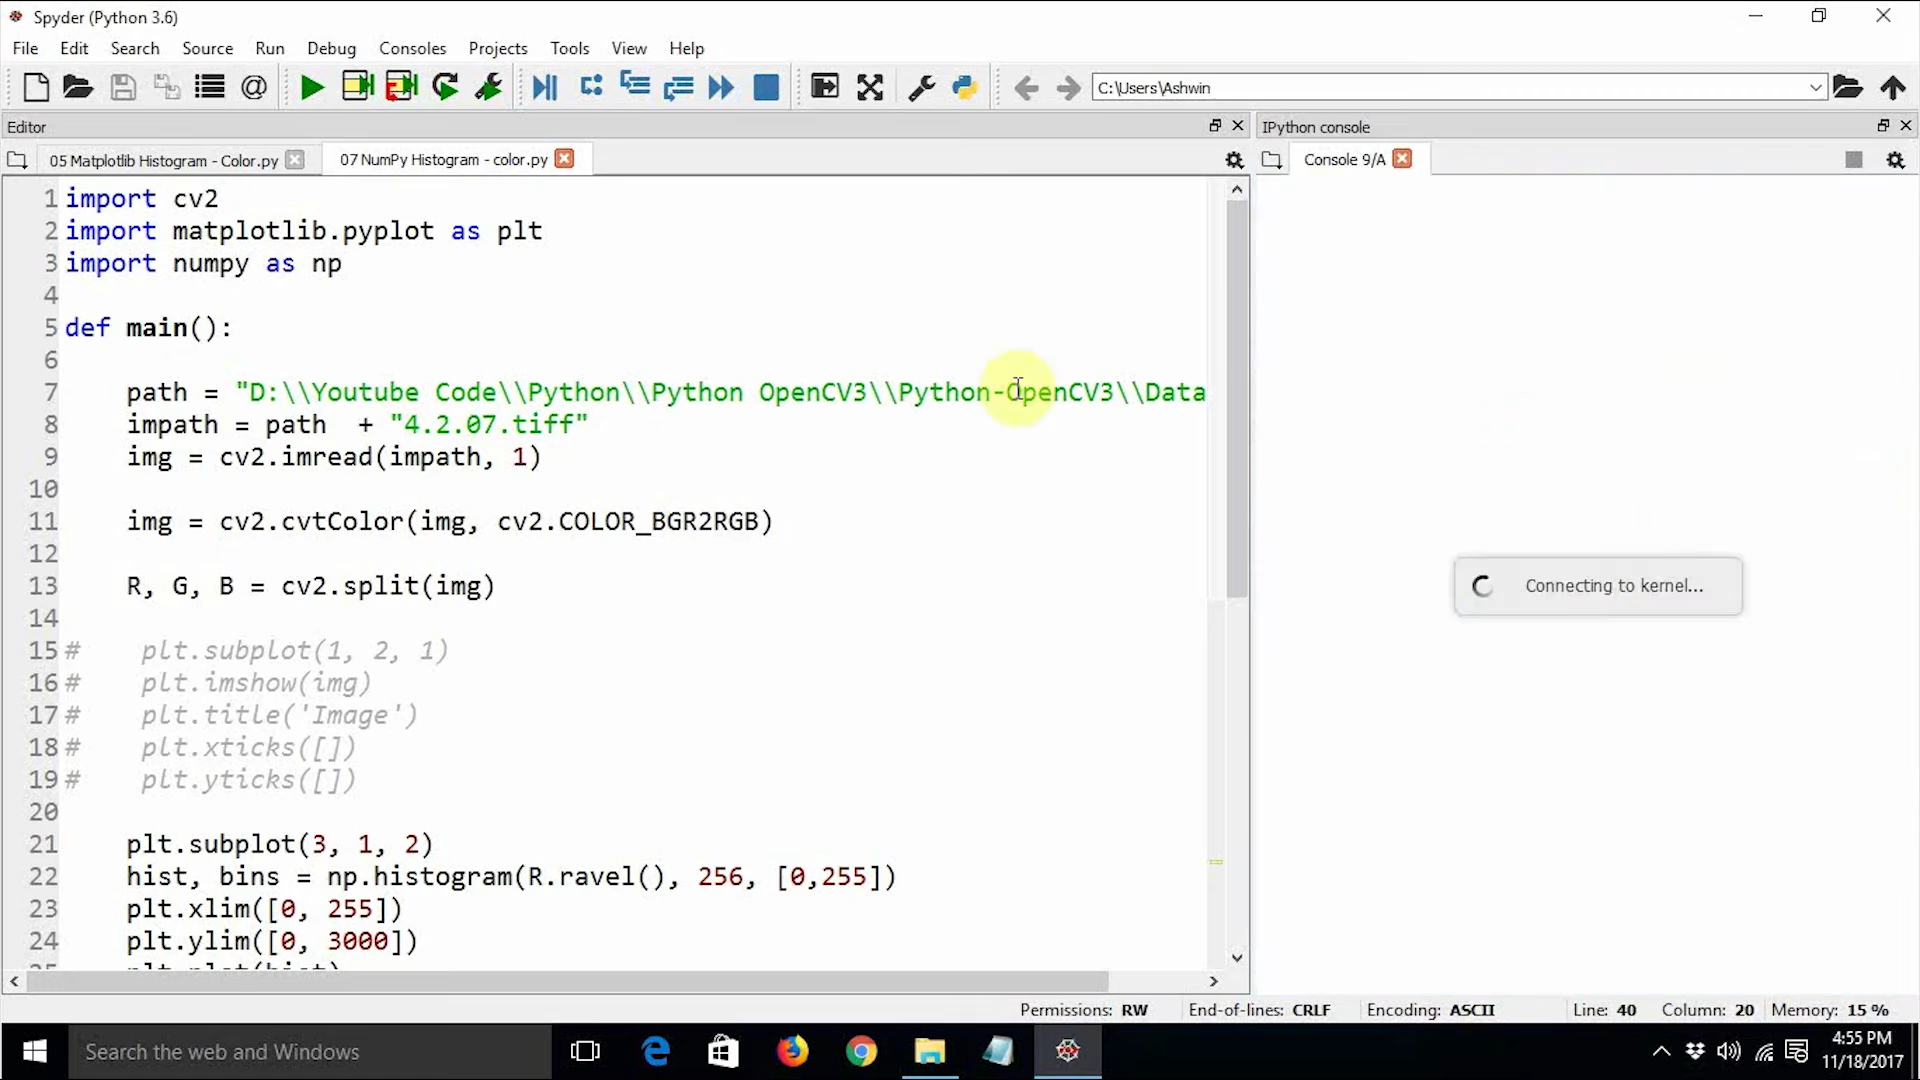 Spyder (Python 3.6)
File Edit Search Source Run Debug Consoles Projects Tools View Help
C:\Users\Ashwin
Editor
IPython console
05 Matplotlib Histogram - Color.py
07 NumPy Histogram - color.py
Console 9/A
1 import cv2
2 import matplotlib.pyplot as plt
3 import numpy as np
4
5 def main():
6
7 path = "D:\\Youtube Code\\Python\\Python OpenCV3\\Python-OpenCV3\\Data
8 impath = path + "4.2.07.tiff"
9 img = cv2.imread(impath, 1)
10
11 img = cv2.cvtColor(img, cv2.COLOR_BGR2RGB)
12
13 R, G, B = cv2.split(img)
14
15 # plt.subplot(1, 2, 1)
16 # plt.imshow(img)
17 # plt.title('Image')
18 # plt.xticks([])
19 # plt.yticks([])
20
21 plt.subplot(3, 1, 2)
22 hist, bins = np.histogram(R.ravel(), 256, [0,255])
23 plt.xlim([0, 255])
24 plt.ylim([0, 3000])
25 plt.plot(hist)
Connecting to kernel...
Permissions: RW End-of-lines: CRLF Encoding: ASCII Line: 40 Column: 20 Memory: 15 %
Search the web and Windows
4:55 PM
11/18/2017